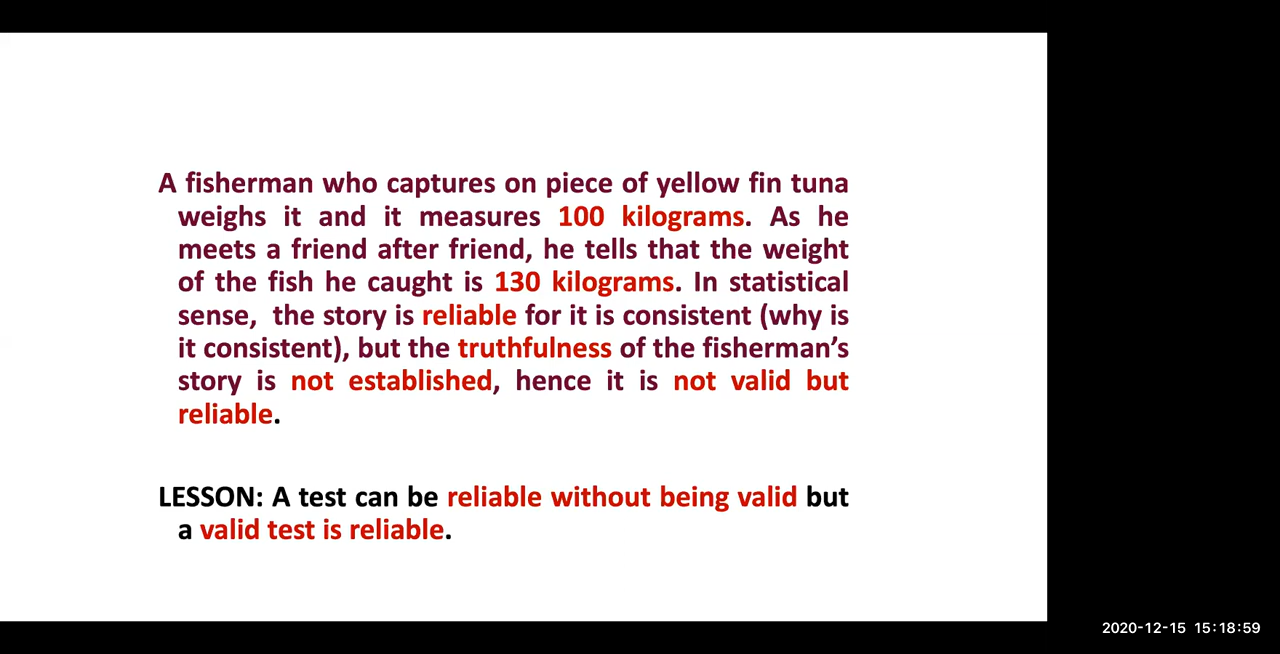 A fisherman who captures on piece of yellow fin tuna
weighs it and it measures 100 kilograms. As he
meets a friend after friend, he tells that the weight
of the fish he caught is 130 kilograms. In statistical
sense, the story is reliable for it is consistent (why is
it consistent), but the truthfulness of the fisherman’s
story is not established, hence it is not valid but
reliable.
LESSON: A test can be reliable without being valid but
a valid test is reliable.
2020-12-15 15:18:59